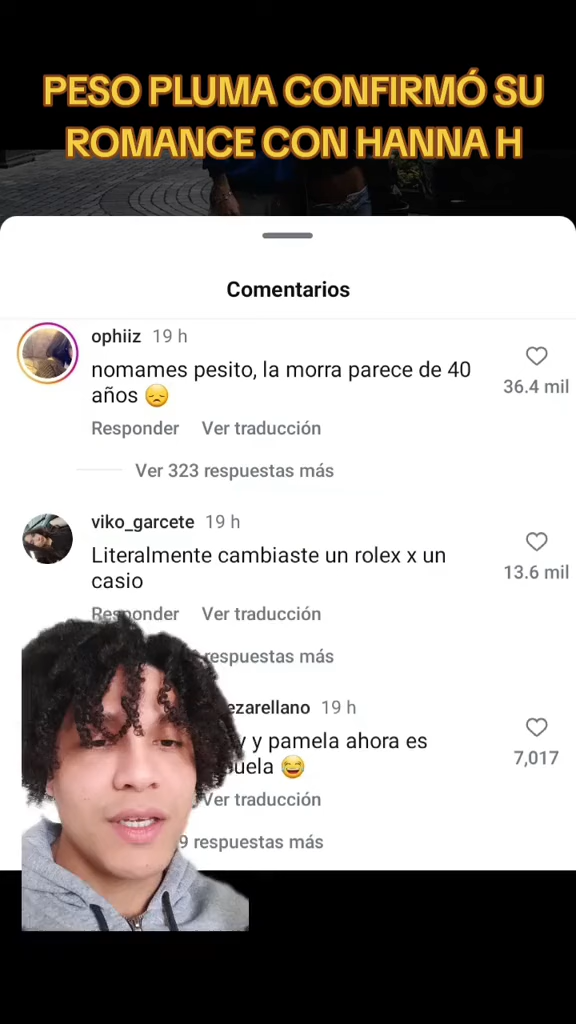 PESO PLUMA CONFIRMÓ SU
ROMANCE CON HANNA H
Comentarios
ophiiz 19 h
nomames pesito, la morra parece de 40
años 😞
36.4 mil
Responder Ver traducción
Ver 323 respuestas más
viko_garcete 19 h
Literalmente cambiaste un rolex x un
casio
13.6 mil
Responder Ver traducción
respuestas más
ezarellano 19 h
y pamela ahora es
uela 😅
7,017
Ver traducción
9 respuestas más